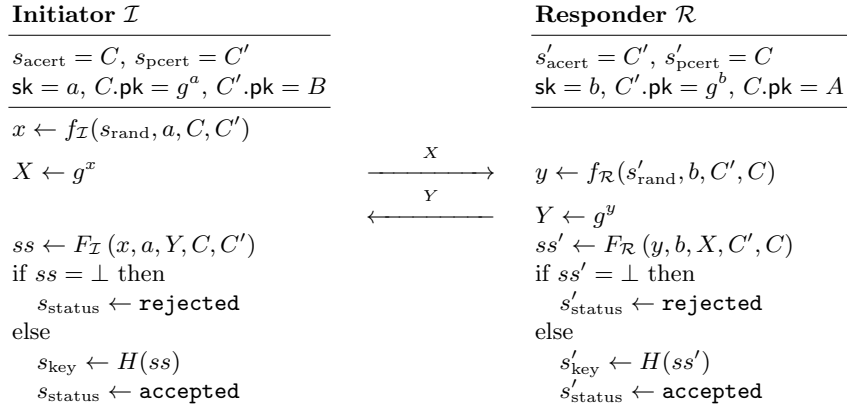 Initiator 𝓘 Responder 𝓡
s_acert = C, s_pcert = C′ s′_acert = C′, s′_pcert = C
sk = a, C.pk = g^a, C′.pk = B sk = b, C′.pk = g^b, C.pk = A
x ← f_𝓘(s_rand, a, C, C′)
X ← g^x X y ← f_𝓡(s′_rand, b, C′, C)
Y Y ← g^y
ss ← F_𝓘 (x, a, Y, C, C′) ss′ ← F_𝓡 (y, b, X, C′, C)
if ss = ⊥ then if ss′ = ⊥ then
s_status ← rejected s′_status ← rejected
else else
s_key ← H(ss) s′_key ← H(ss′)
s_status ← accepted s′_status ← accepted